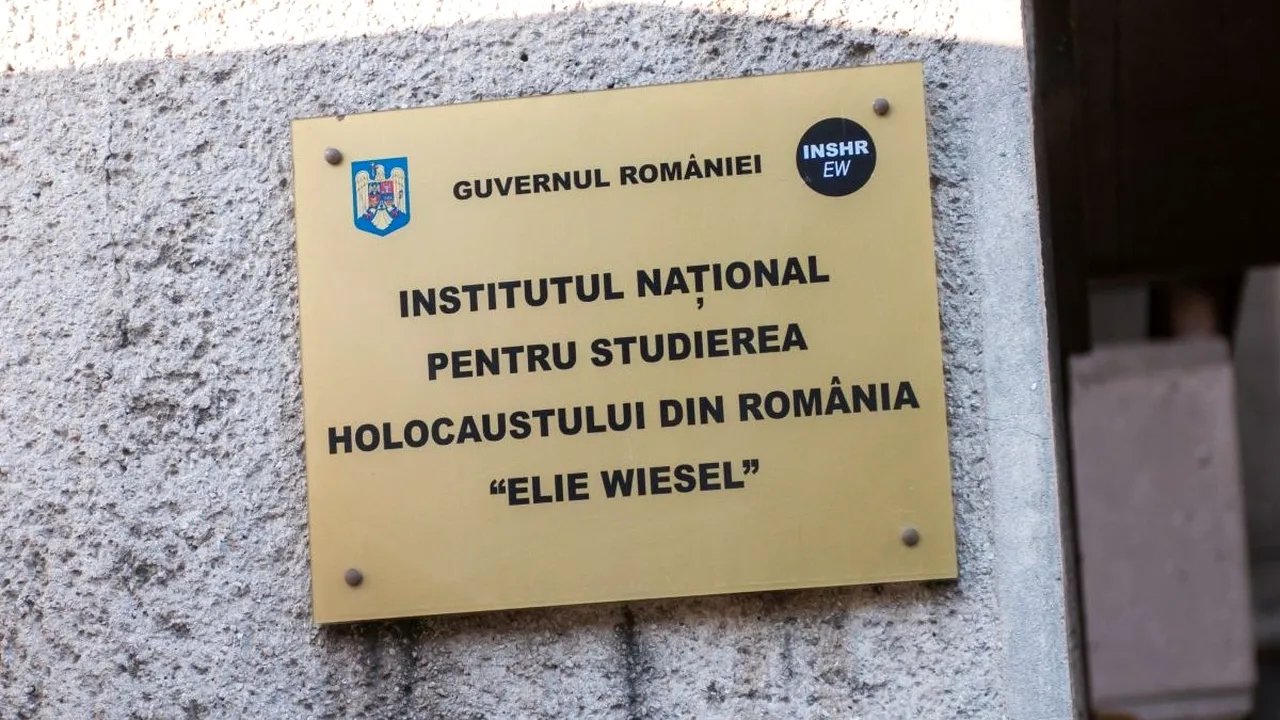 GUVERNUL ROMÂNIEI
INSHR
EW
INSTITUTUL NAȚIONAL
PENTRU STUDIEREA
HOLOCAUSTULUI DIN ROMÂNIA
“ELIE WIESEL”